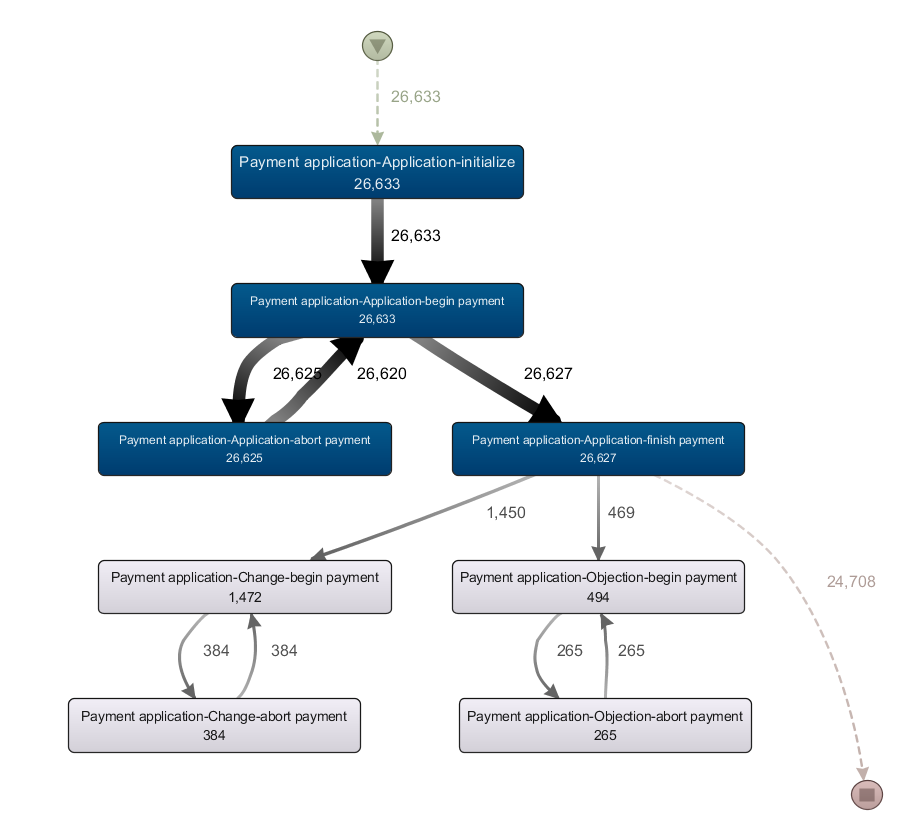 26,633
Payment application-Application-initialize
26,633
26,633
Payment application-Application-begin payment
26,633
26,625
26,620
26,627
Payment application-Application-abort payment
26,625
Payment application-Application-finish payment
26,627
1,450
469
Payment application-Change-begin payment
1,472
Payment application-Objection-begin payment
494
24,708
384
384
265
265
Payment application-Change-abort payment
384
Payment application-Objection-abort payment
265